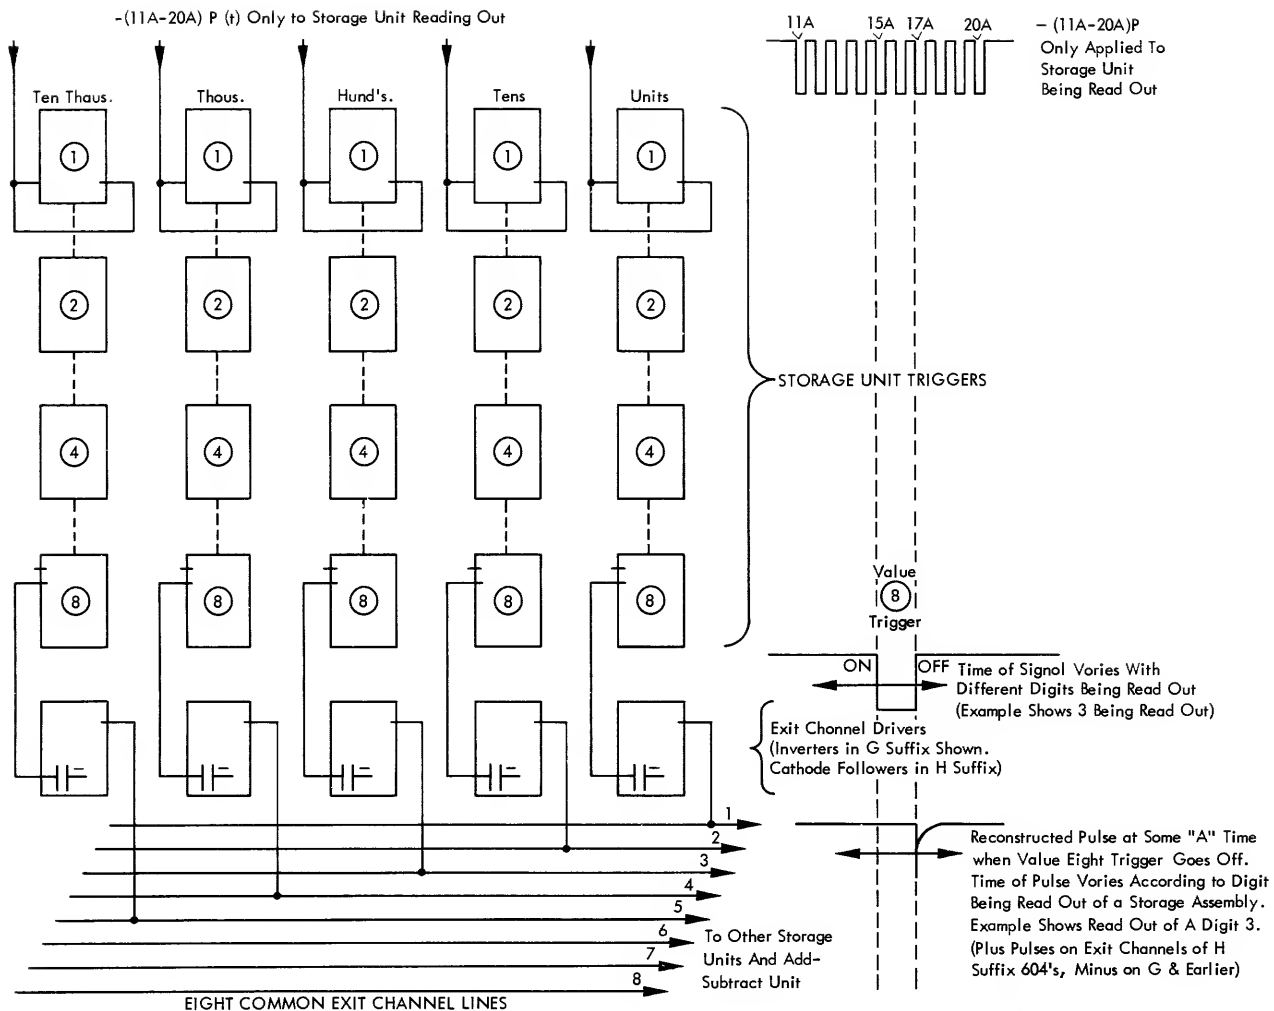 -(11A-20A) P (t) Only to Storage Unit Reading Out
Ten Thaus.
Thous.
Hund's.
Tens
Units
1 1 1 1 1
2 2 2 2 2
4 4 4 4 4
8 8 8 8 8
STORAGE UNIT TRIGGERS
11A 15A 17A 20A
- (11A-20A)P
Only Applied To
Storage Unit
Being Read Out
Value
8
Trigger
ON OFF
Time of Signol Vories With
Different Digits Being Read Out
(Example Shows 3 Being Read Out)
Exit Chonnel Drivers
(Inverters in G Suffix Shown.
Cathode Followers in H Suffix)
1
2
3
4
5
6
7
8
To Other Storage
Units And Add-
Subtract Unit
EIGHT COMMON EXIT CHANNEL LINES
Reconstructed Pulse at Some "A" Time
when Value Eight Trigger Goes Off.
Time of Pulse Vories According to Digit
Being Read Out of a Storage Assembly.
Example Shows Read Out of A Digit 3.
(Plus Pulses on Exit Channels of H
Suffix 604's, Minus on G & Earlier)